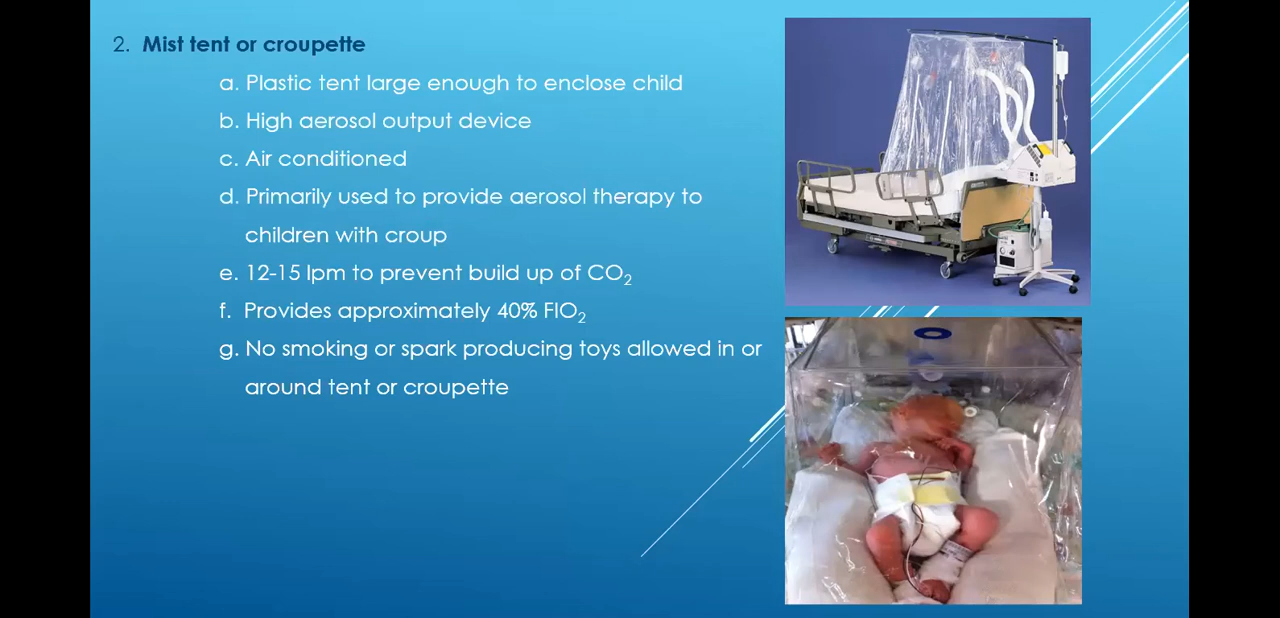 2. Mist tent or croupette
a. Plastic tent large enough to enclose child
b. High aerosol output device
c. Air conditioned
d. Primarily used to provide aerosol therapy to
children with croup
e. 12-15 lpm to prevent build up of CO₂
f. Provides approximately 40% FIO₂
g. No smoking or spark producing toys allowed in or
around tent or croupette